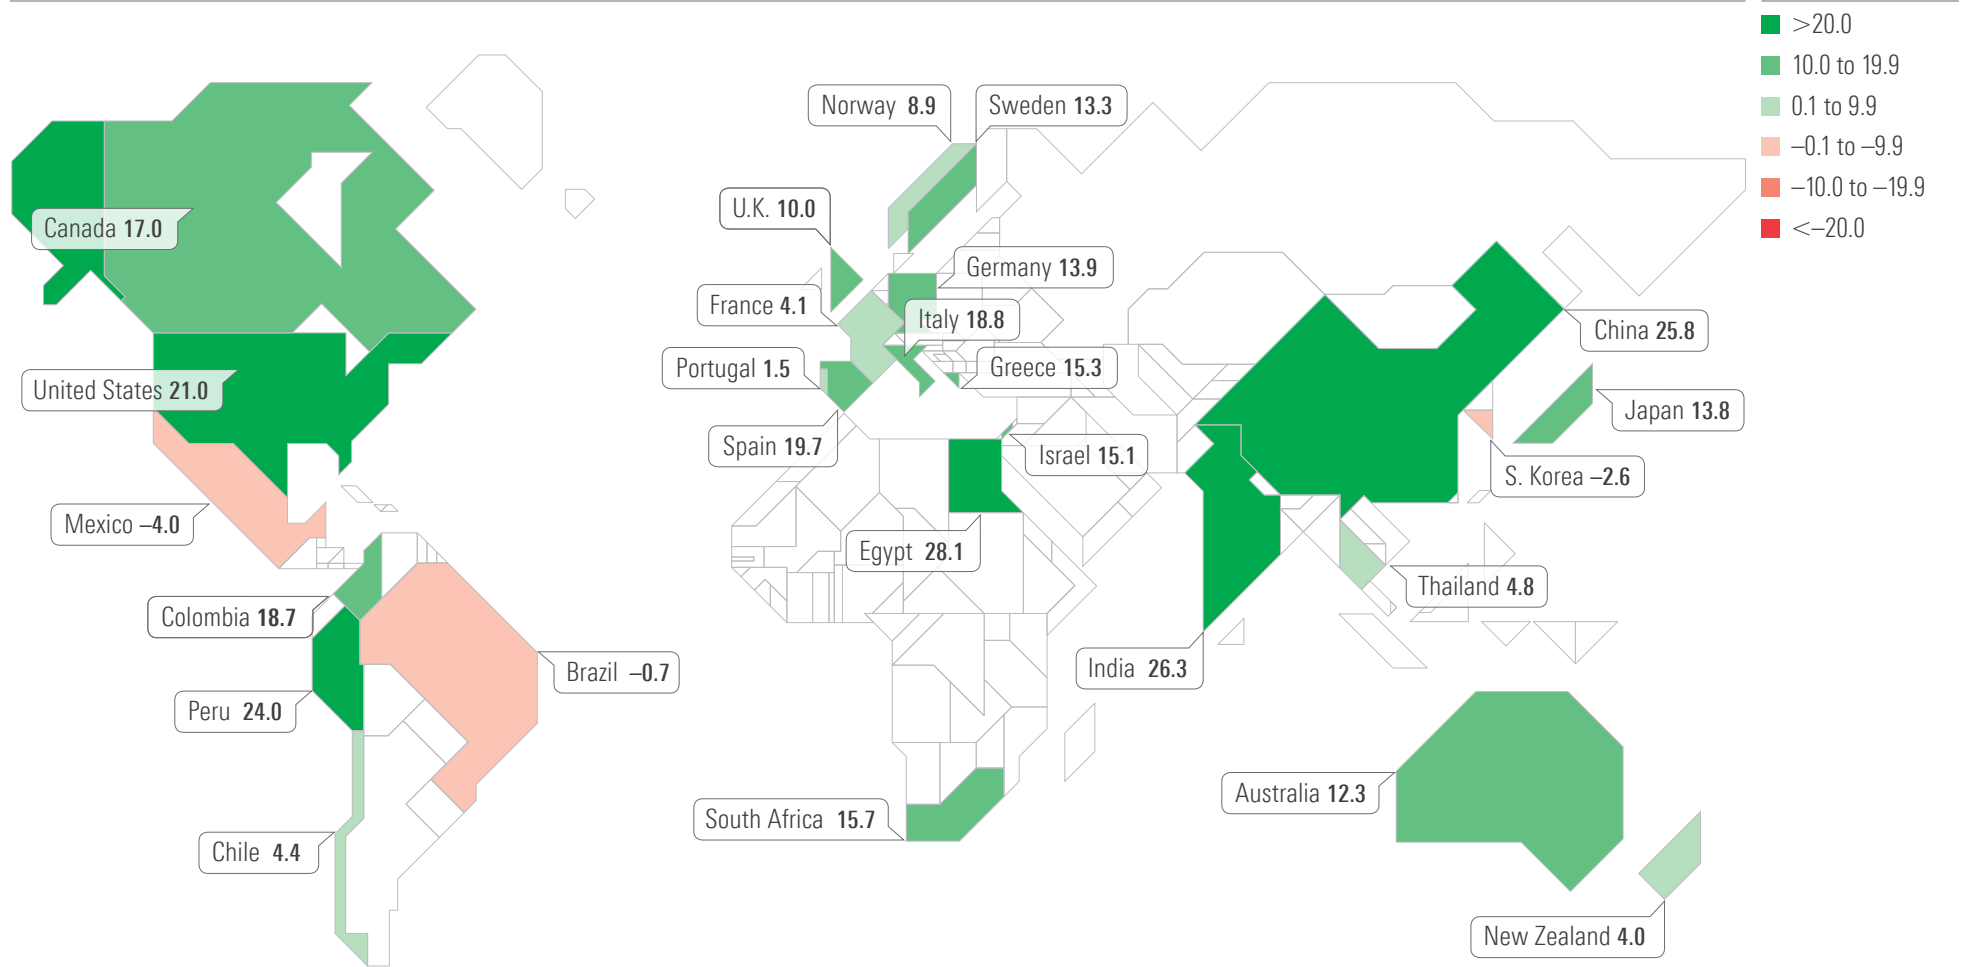 >20.0
10.0 to 19.9
0.1 to 9.9
–0.1 to –9.9
–10.0 to –19.9
<–20.0
Norway 8.9
Sweden 13.3
Canada 17.0
U.K. 10.0
Germany 13.9
France 4.1
Italy 18.8
China 25.8
United States 21.0
Portugal 1.5
Greece 15.3
Japan 13.8
Spain 19.7
Israel 15.1
S. Korea –2.6
Mexico –4.0
Egypt 28.1
Thailand 4.8
Colombia 18.7
Brazil –0.7
India 26.3
Peru 24.0
Australia 12.3
South Africa 15.7
Chile 4.4
New Zealand 4.0